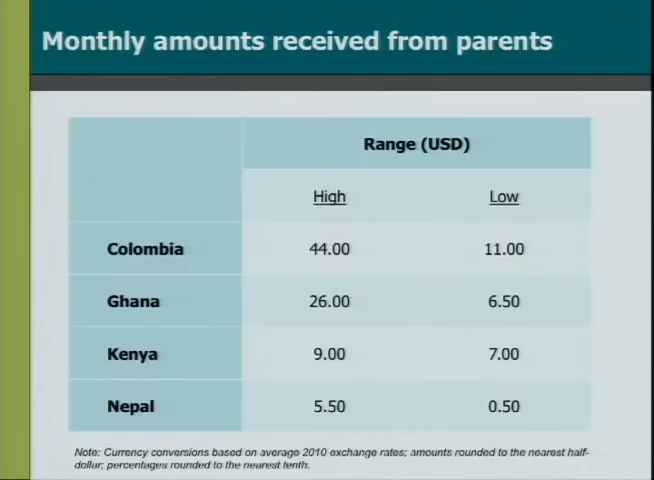 Monthly amounts received from parents
Range (USD)
High Low
Colombia 44.00 11.00
Ghana 26.00 6.50
Kenya 9.00 7.00
Nepal 5.50 0.50
Note: Currency conversions based on average 2010 exchange rates; amounts rounded to the nearest half-
dollar; percentages rounded to the nearest tenth.